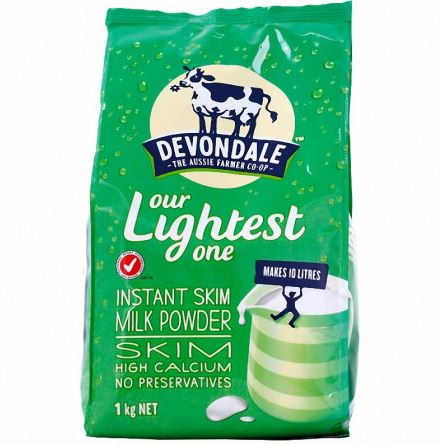 DEVONDALE
- THE AUSSIE FARMER CO-OP -
our
Lightest
one
MAKES 10 LITRES
INSTANT SKIM
MILK POWDER
SKIM
HIGH CALCIUM
NO PRESERVATIVES
1 kg NET